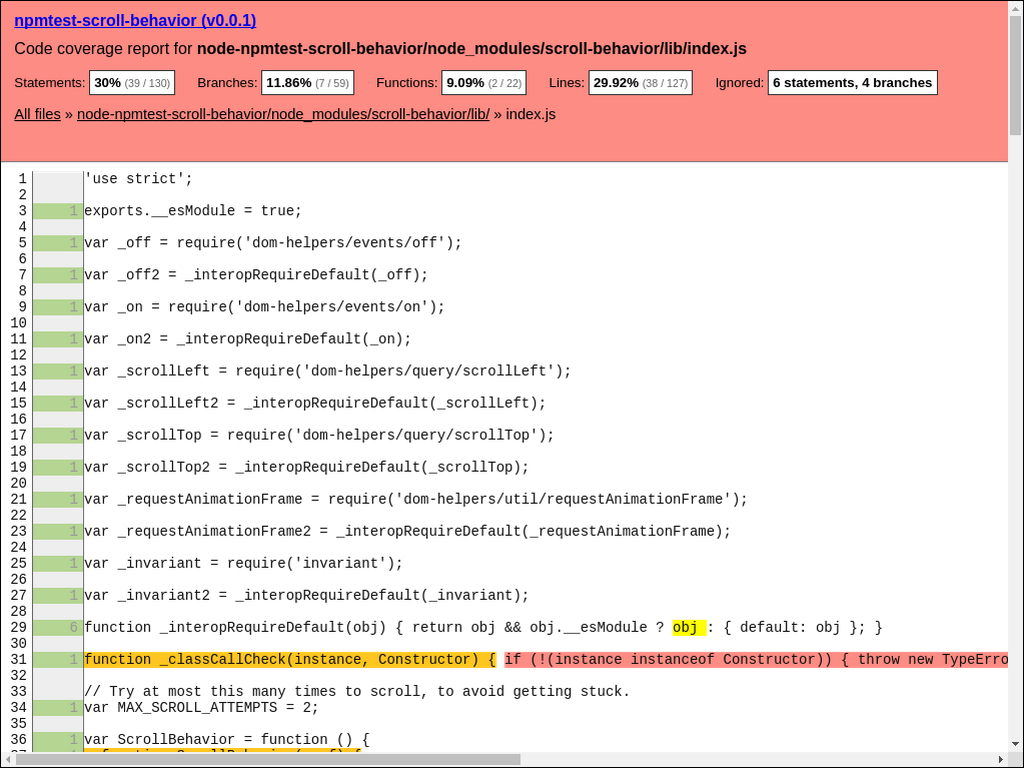 npmtest-scroll-behavior (v0.0.1)
Code coverage report for node-npmtest-scroll-behavior/node_modules/scroll-behavior/lib/index.js
Statements: 30% (39 / 130) Branches: 11.86% (7 / 59) Functions: 9.09% (2 / 22) Lines: 29.92% (38 / 127) Ignored: 6 statements, 4 branches
All files » node-npmtest-scroll-behavior/node_modules/scroll-behavior/lib/ » index.js
1 'use strict';
2
3 1 exports.__esModule = true;
4
5 1 var _off = require('dom-helpers/events/off');
6
7 1 var _off2 = _interopRequireDefault(_off);
8
9 1 var _on = require('dom-helpers/events/on');
10
11 1 var _on2 = _interopRequireDefault(_on);
12
13 1 var _scrollLeft = require('dom-helpers/query/scrollLeft');
14
15 1 var _scrollLeft2 = _interopRequireDefault(_scrollLeft);
16
17 1 var _scrollTop = require('dom-helpers/query/scrollTop');
18
19 1 var _scrollTop2 = _interopRequireDefault(_scrollTop);
20
21 1 var _requestAnimationFrame = require('dom-helpers/util/requestAnimationFrame');
22
23 1 var _requestAnimationFrame2 = _interopRequireDefault(_requestAnimationFrame);
24
25 1 var _invariant = require('invariant');
26
27 1 var _invariant2 = _interopRequireDefault(_invariant);
28
29 6 function _interopRequireDefault(obj) { return obj && obj.__esModule ? obj : { default: obj }; }
30
31 1 function _classCallCheck(instance, Constructor) { if (!(instance instanceof Constructor)) { throw new TypeErro
32
33 // Try at most this many times to scroll, to avoid getting stuck.
34 1 var MAX_SCROLL_ATTEMPTS = 2;
35
36 1 var ScrollBehavior = function () {